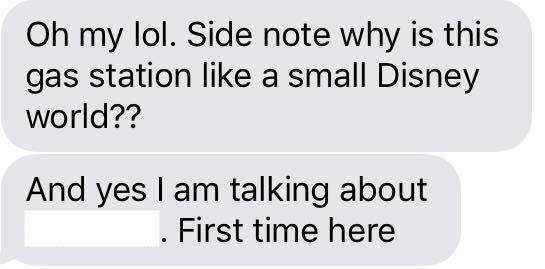 Oh my lol. Side note why is this
gas station like a small Disney
world??
And yes I am talking about
. First time here